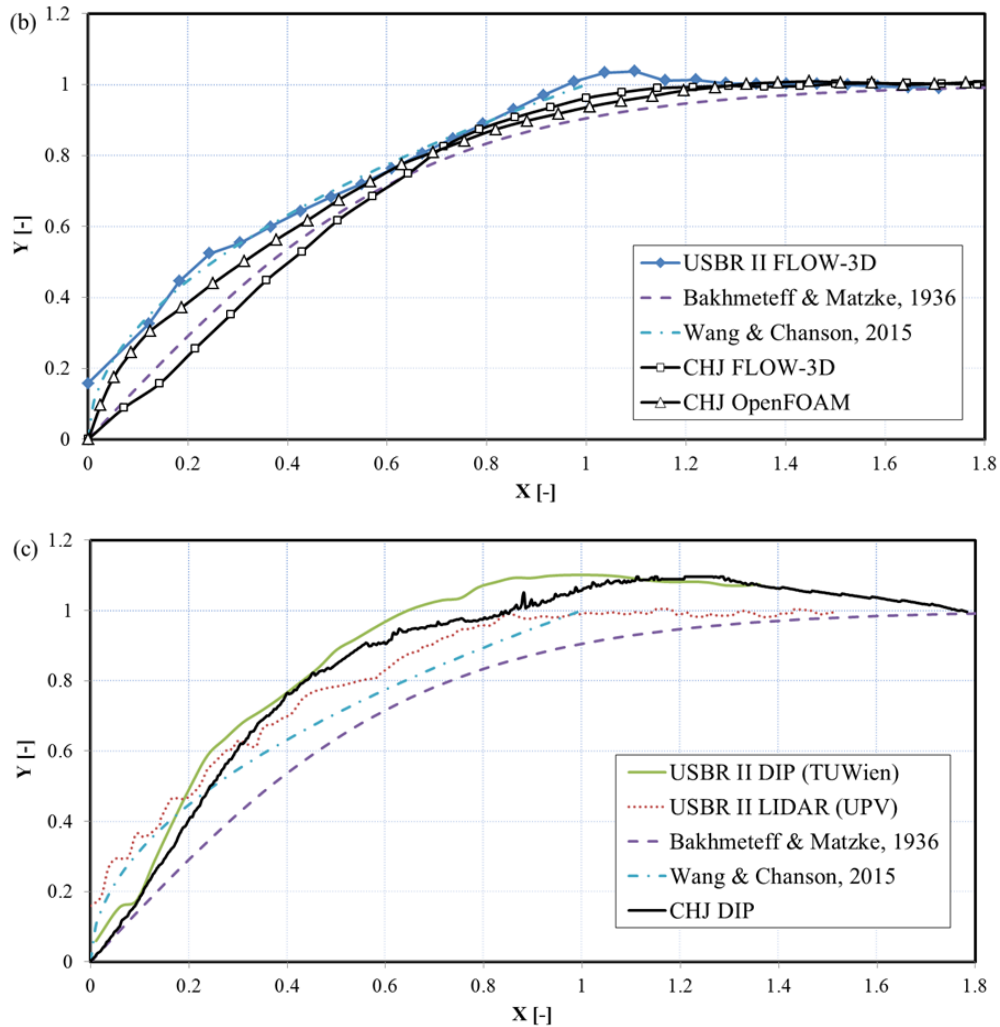 (b)
1.2
1
0.8
0.6
0.4
0.2
0
Y [-]
0 0.2 0.4 0.6 0.8 1 1.2 1.4 1.6 1.8
X [-]
USBR II FLOW-3D
Bakhmeteff & Matzke, 1936
Wang & Chanson, 2015
CHJ FLOW-3D
CHJ OpenFOAM
(c)
1.2
1
0.8
0.6
0.4
0.2
0
Y [-]
0 0.2 0.4 0.6 0.8 1 1.2 1.4 1.6 1.8
X [-]
USBR II DIP (TUWien)
USBR II LIDAR (UPV)
Bakhmeteff & Matzke, 1936
Wang & Chanson, 2015
CHJ DIP